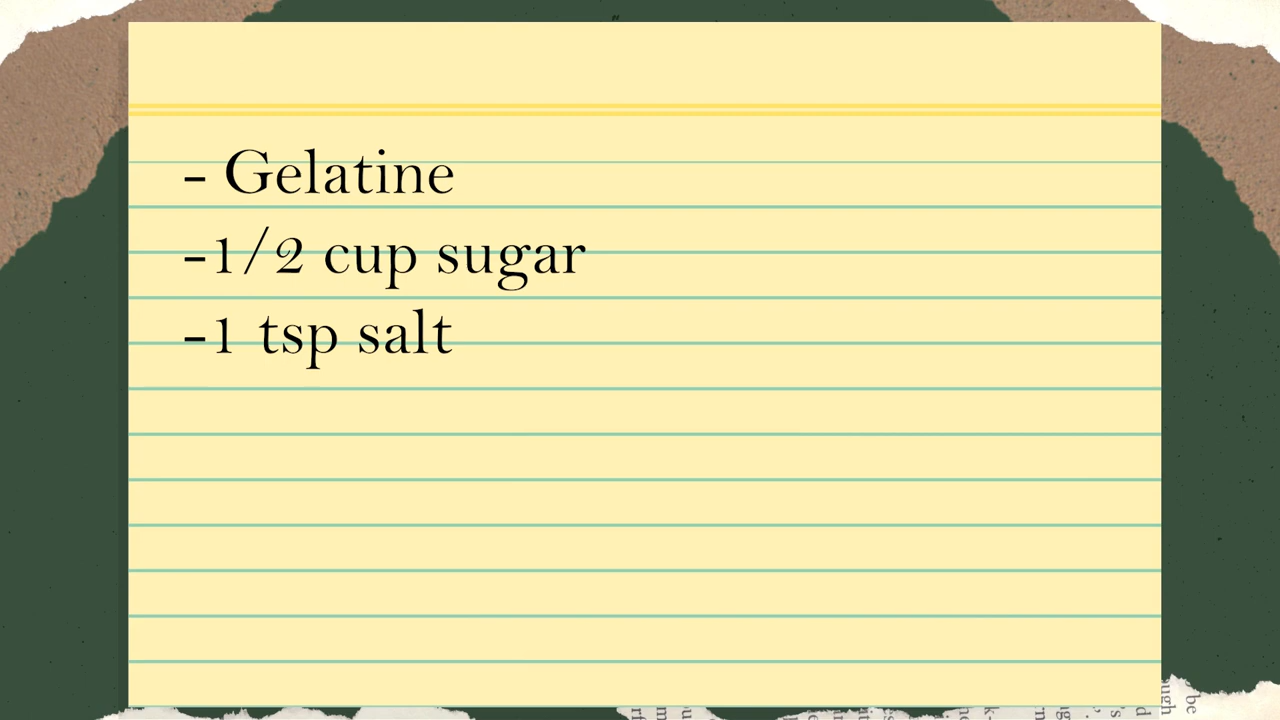 - Gelatine
-1/2 cup sugar
-1 tsp salt